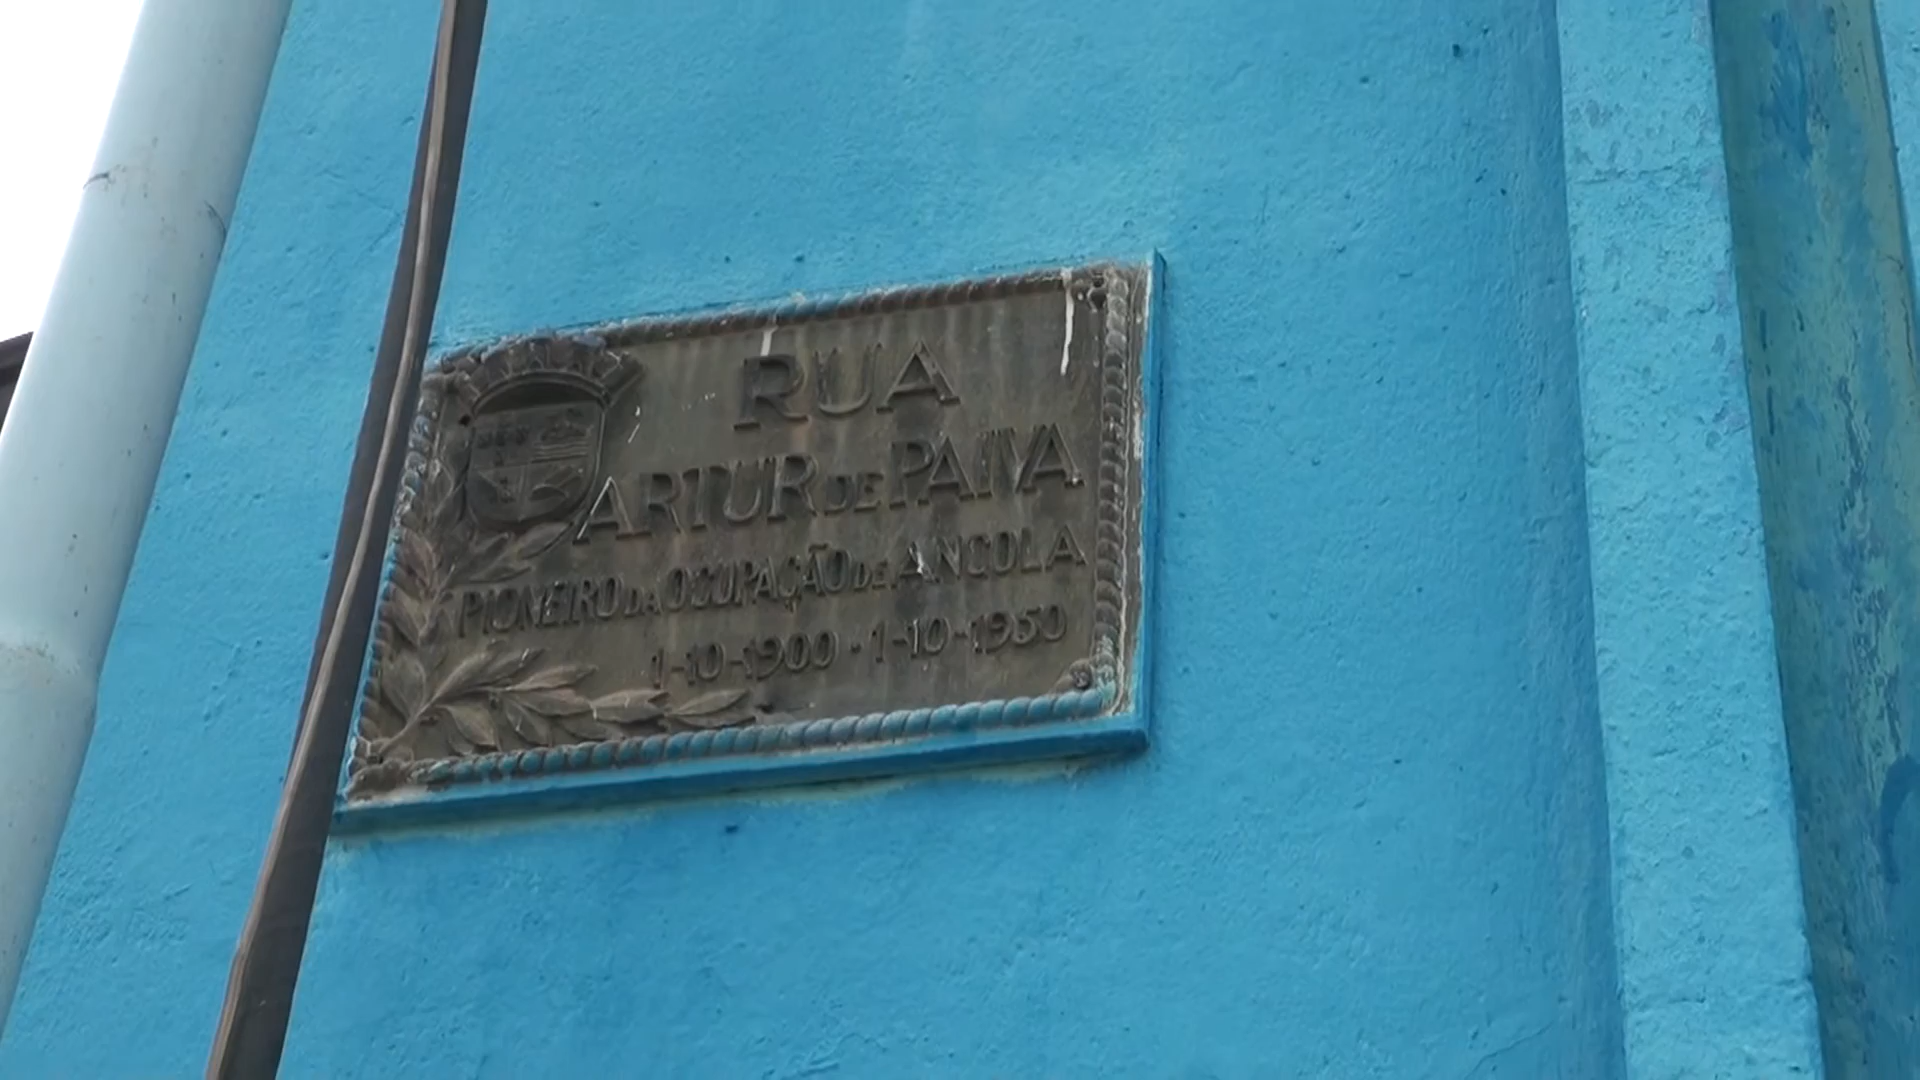 RUA
ARTUR DE PAIVA
PIONEIRO DA OCUPAÇÃO DE ANGOLA
1-10-1900 · 1-10-1950